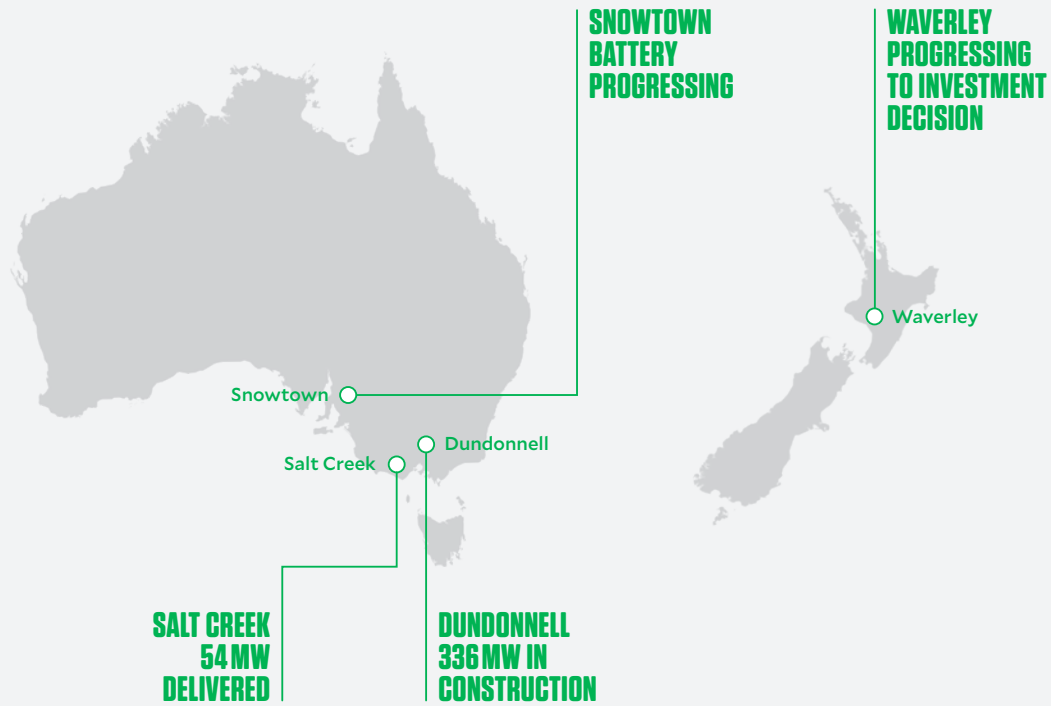 SNOWTOWN
BATTERY
PROGRESSING
WAVERLEY
PROGRESSING
TO INVESTMENT
DECISION
Waverley
Snowtown
Dundonnell
Salt Creek
SALT CREEK
54 MW
DELIVERED
DUNDONNELL
336 MW IN
CONSTRUCTION